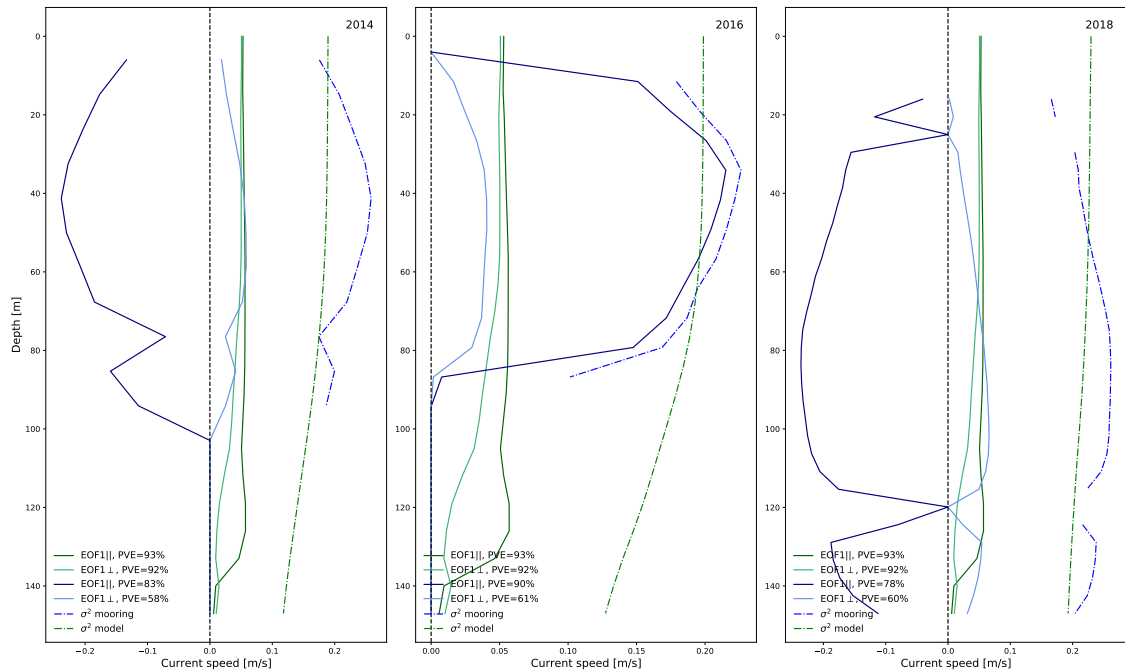 2014
0
20
40
60
80
100
120
140
Depth [m]
EOF1||, PVE=93%
EOF1⊥, PVE=92%
EOF1||, PVE=83%
EOF1⊥, PVE=58%
σ² mooring
σ² model
−0.2 −0.1 0.0 0.1 0.2
Current speed [m/s]
2016
0
20
40
60
80
100
120
140
EOF1||, PVE=93%
EOF1⊥, PVE=92%
EOF1||, PVE=90%
EOF1⊥, PVE=61%
σ² mooring
σ² model
0.00 0.05 0.10 0.15 0.20
Current speed [m/s]
2018
0
20
40
60
80
100
120
140
EOF1||, PVE=93%
EOF1⊥, PVE=92%
EOF1||, PVE=78%
EOF1⊥, PVE=60%
σ² mooring
σ² model
−0.2 −0.1 0.0 0.1 0.2
Current speed [m/s]